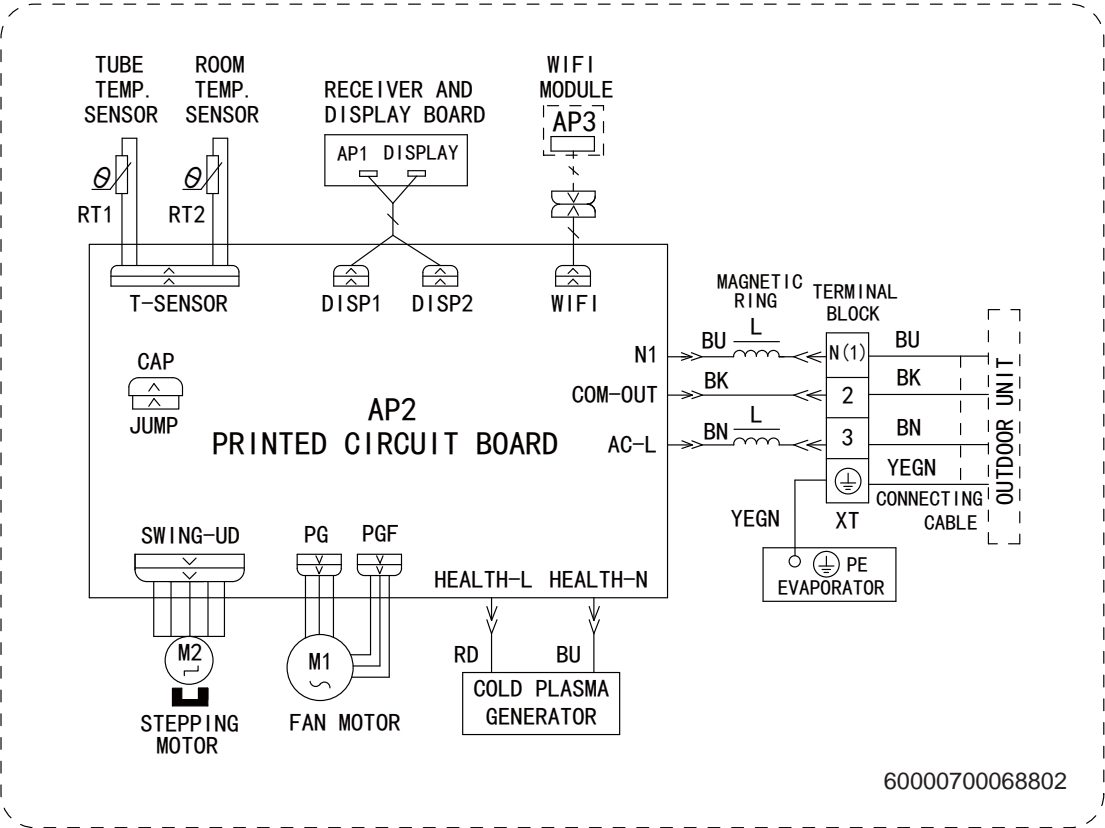 TUBE
TEMP.
SENSOR
ROOM
TEMP.
SENSOR
RECEIVER AND
DISPLAY BOARD
WIFI
MODULE
AP3
AP1 DISPLAY
θ
RT1
θ
RT2
T-SENSOR
DISP1
DISP2
WIFI
MAGNETIC
RING
TERMINAL
BLOCK
CAP
JUMP
AP2
PRINTED CIRCUIT BOARD
N1
BU
L
N(1)
BU
COM-OUT
BK
2
BK
AC-L
BN
L
3
BN
YEGN
OUTDOOR UNIT
CONNECTING
CABLE
YEGN
XT
PE
EVAPORATOR
SWING-UD
PG
PGF
HEALTH-L
HEALTH-N
M2
M1
RD
BU
COLD PLASMA
GENERATOR
STEPPING
MOTOR
FAN MOTOR
60000700068802